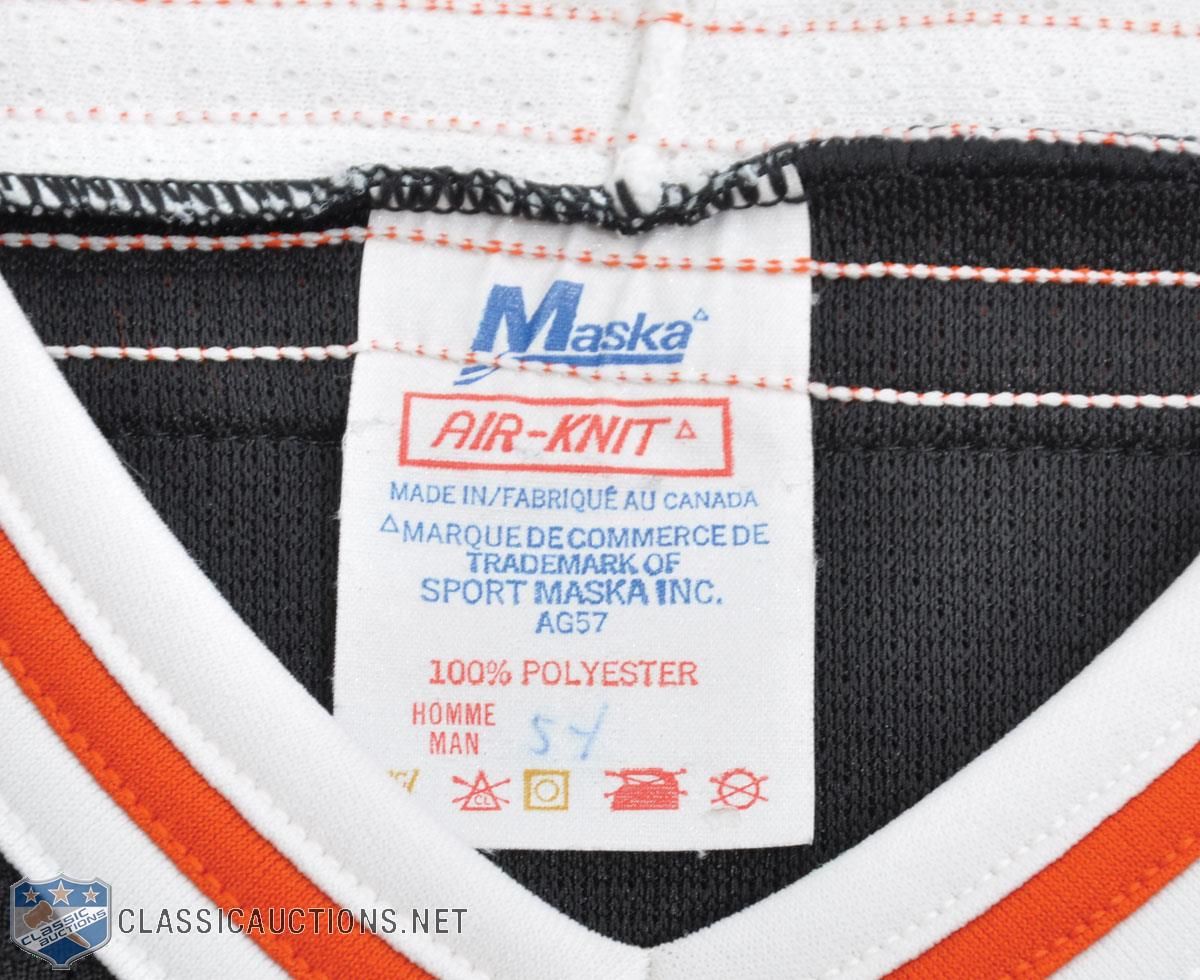 Maska△
AIR-KNIT△
MADE IN/FABRIQUÉ AU CANADA
△MARQUE DE COMMERCE DE
TRADEMARK OF
SPORT MASKA INC.
AG57
100% POLYESTER
HOMME
MAN
54
CL
CLASSIC
AUCTIONS
CLASSICAUCTIONS.NET